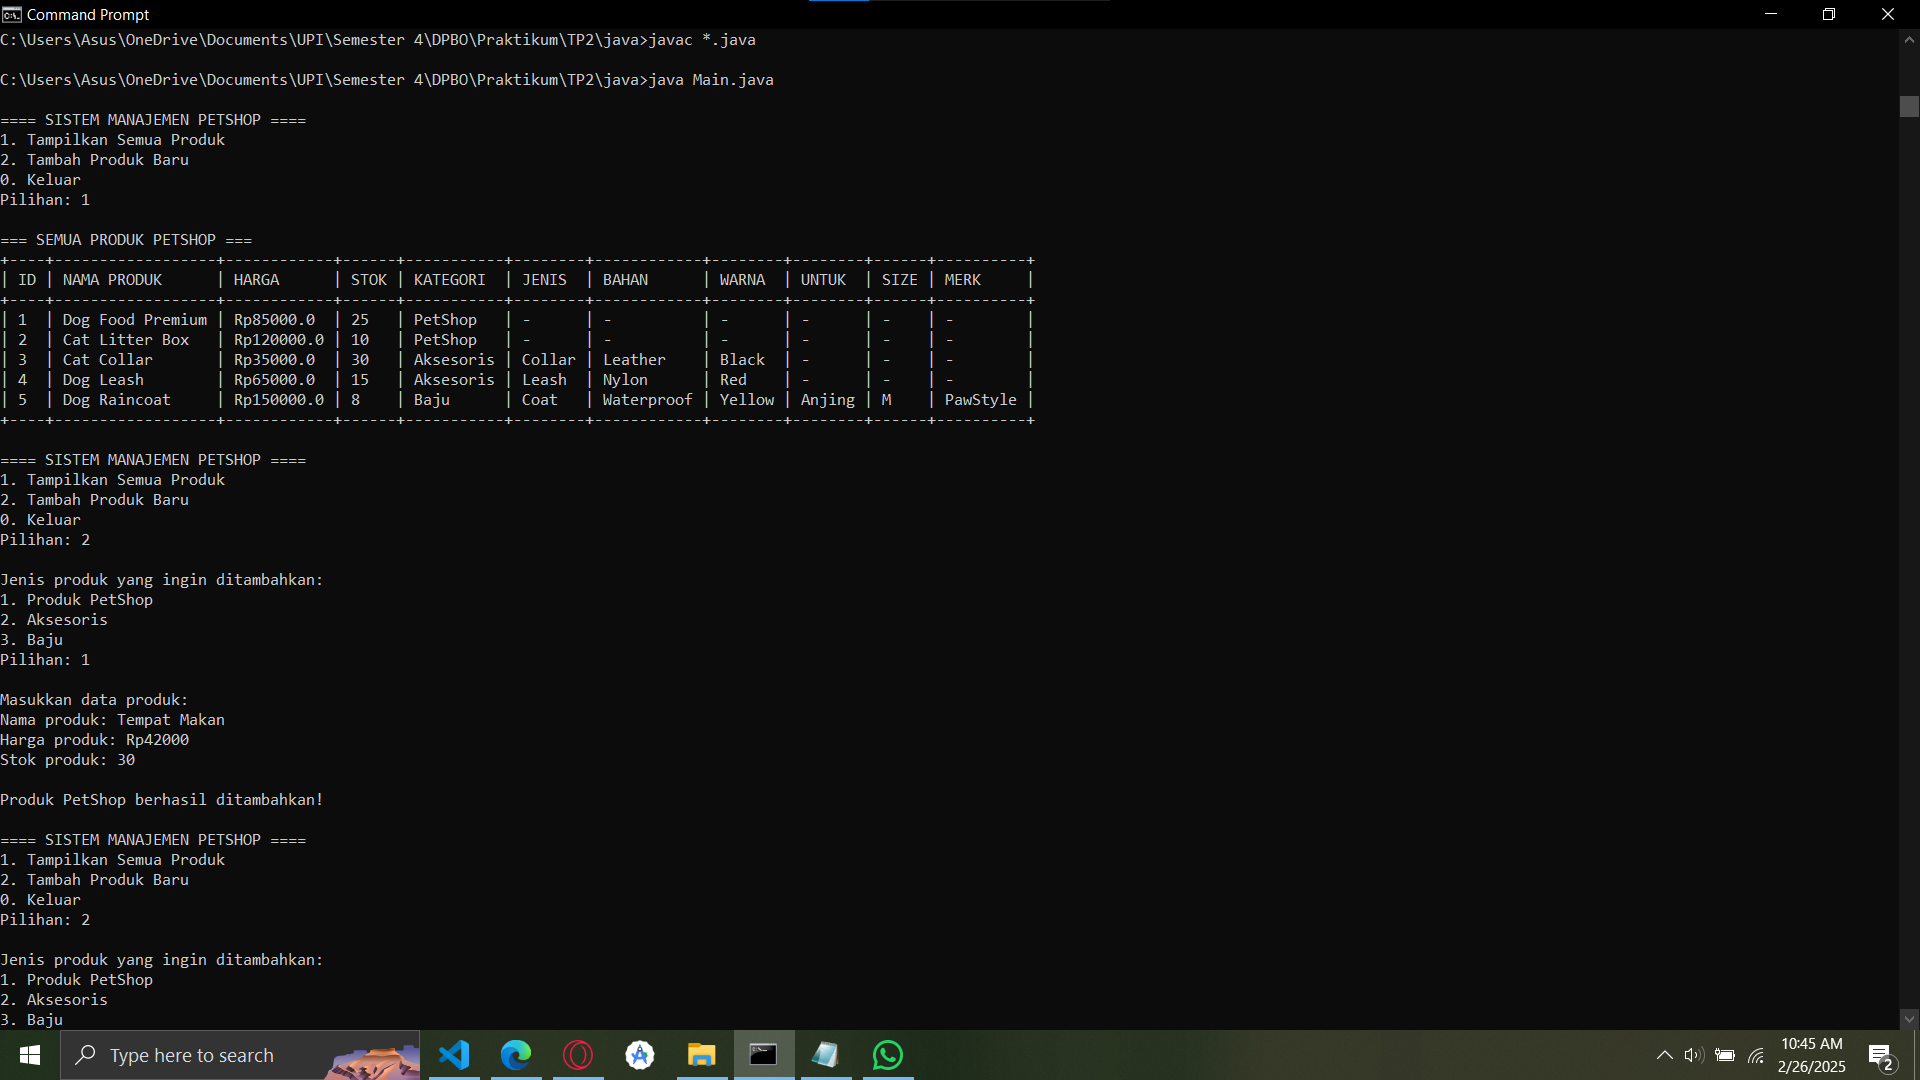 Command Prompt
C:\Users\Asus\OneDrive\Documents\UPI\Semester 4\DPBO\Praktikum\TP2\java>javac *.java
C:\Users\Asus\OneDrive\Documents\UPI\Semester 4\DPBO\Praktikum\TP2\java>java Main.java
==== SISTEM MANAJEMEN PETSHOP ====
1. Tampilkan Semua Produk
2. Tambah Produk Baru
0. Keluar
Pilihan: 1
=== SEMUA PRODUK PETSHOP ===
+----+------------------+------------+------+-----------+--------+------------+--------+--------+------+----------+
| ID | NAMA PRODUK      | HARGA      | STOK | KATEGORI  | JENIS  | BAHAN      | WARNA  | UNTUK  | SIZE | MERK     |
+----+------------------+------------+------+-----------+--------+------------+--------+--------+------+----------+
| 1  | Dog Food Premium | Rp85000.0  | 25   | PetShop   | -      | -          | -      | -      | -    | -        |
| 2  | Cat Litter Box   | Rp120000.0 | 10   | PetShop   | -      | -          | -      | -      | -    | -        |
| 3  | Cat Collar       | Rp35000.0  | 30   | Aksesoris | Collar | Leather    | Black  | -      | -    | -        |
| 4  | Dog Leash        | Rp65000.0  | 15   | Aksesoris | Leash  | Nylon      | Red    | -      | -    | -        |
| 5  | Dog Raincoat     | Rp150000.0 | 8    | Baju      | Coat   | Waterproof | Yellow | Anjing | M    | PawStyle |
+----+------------------+------------+------+-----------+--------+------------+--------+--------+------+----------+
==== SISTEM MANAJEMEN PETSHOP ====
1. Tampilkan Semua Produk
2. Tambah Produk Baru
0. Keluar
Pilihan: 2
Jenis produk yang ingin ditambahkan:
1. Produk PetShop
2. Aksesoris
3. Baju
Pilihan: 1
Masukkan data produk:
Nama produk: Tempat Makan
Harga produk: Rp42000
Stok produk: 30
Produk PetShop berhasil ditambahkan!
==== SISTEM MANAJEMEN PETSHOP ====
1. Tampilkan Semua Produk
2. Tambah Produk Baru
0. Keluar
Pilihan: 2
Jenis produk yang ingin ditambahkan:
1. Produk PetShop
2. Aksesoris
3. Baju
Type here to search
10:45 AM
2/26/2025
2